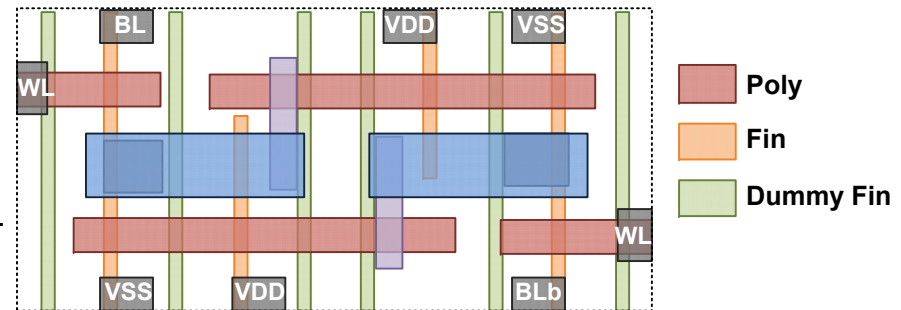 BL
VDD
VSS
WL
Poly
Fin
Dummy Fin
WL
VSS
VDD
BLb